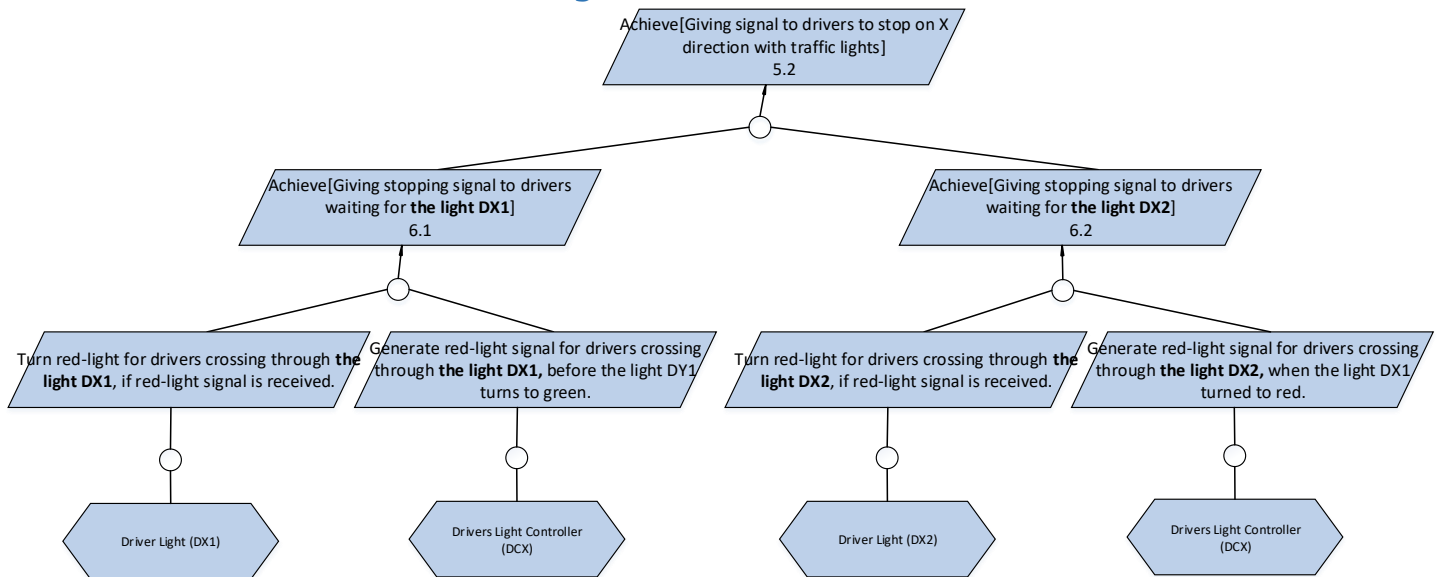 Achieve[Giving signal to drivers to stop on X
direction with traffic lights]
5.2
Achieve[Giving stopping signal to drivers
waiting for the light DX1]
6.1
Achieve[Giving stopping signal to drivers
waiting for the light DX2]
6.2
Turn red-light for drivers crossing through the
light DX1, if red-light signal is received.
Generate red-light signal for drivers crossing
through the light DX1, before the light DY1
turns to green.
Turn red-light for drivers crossing through the
light DX2, if red-light signal is received.
Generate red-light signal for drivers crossing
through the light DX2, when the light DX1
turned to red.
Driver Light (DX1)
Drivers Light Controller
(DCX)
Driver Light (DX2)
Drivers Light Controller
(DCX)